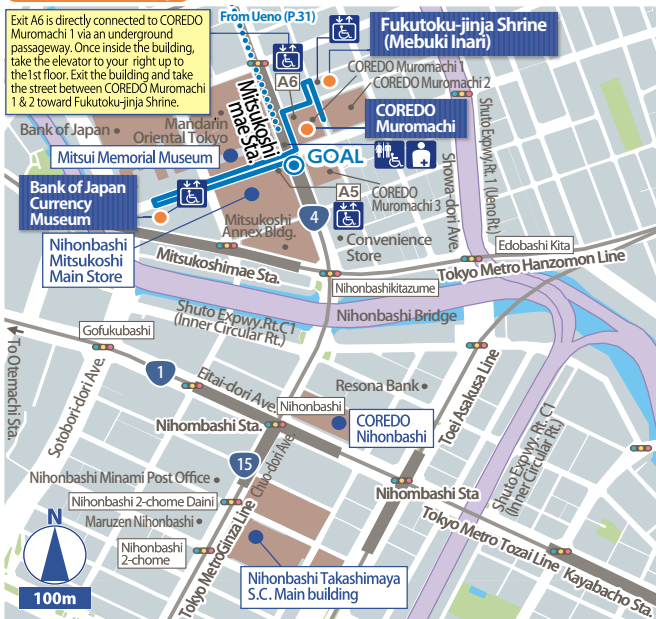 Exit A6 is directly connected to COREDO
Muromachi 1 via an underground
passageway. Once inside the building,
take the elevator to your right up to
the1st floor. Exit the building and take
the street between COREDO Muromachi
1 & 2 toward Fukutoku-jinja Shrine.
From Ueno (P.31)
Fukutoku-jinja Shrine
(Mebuki Inari)
A6
COREDO Muromachi 1
COREDO Muromachi 2
COREDO
Muromachi
Bank of Japan
Mandarin
Oriental Tokyo
Mitsukoshi
mae Sta.
Mitsui Memorial Museum
GOAL
Shuto Expwy.Rt. 1 (Ueno Rt.)
Showa-dori Ave.
Bank of Japan
Currency
Museum
A5
COREDO
Muromachi 3
4
Mitsukoshi
Annex Bldg.
Convenience
Store
Nihonbashi
Mitsukoshi
Main Store
Mitsukoshimae Sta.
Edobashi Kita
Tokyo Metro Hanzomon Line
Nihonbashikitazume
Shuto Expwy.Rt.C1
(Inner Circular Rt.)
Nihonbashi Bridge
Gofukubashi
To Otemachi Sta.
1
Sotobori-dori Ave.
Eitai-dori Ave.
Resona Bank
Toei Asakusa Line
Nihonbashi
Nihombashi Sta.
COREDO
Nihonbashi
Shuto Expwy. Rt. C1
(Inner Circular Rt.)
15
Chuo-dori Ave.
Nihonbashi Minami Post Office
Nihombashi Sta
Nihonbashi 2-chome Daini
Maruzen Nihonbashi
Tokyo Metro Tozai Line
N
Nihonbashi
2-chome
Tokyo MetroGinza Line
Kayabacho Sta.
Nihonbashi Takashimaya
S.C. Main building
100m